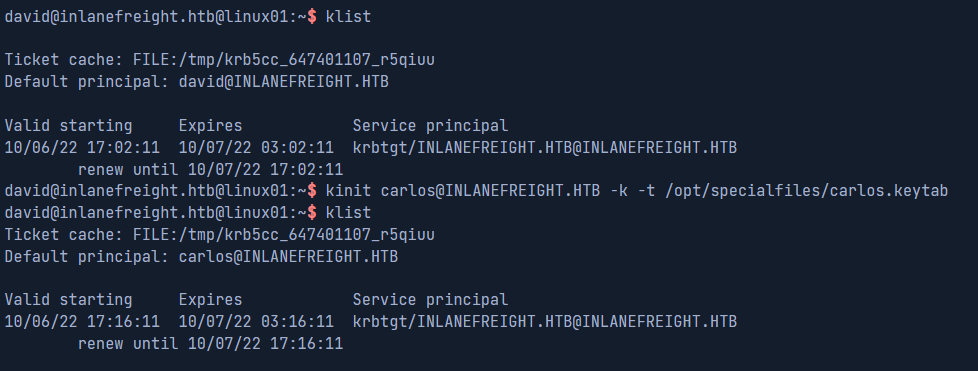 david@inlanefreight.htb@linux01:~$ klist
Ticket cache: FILE:/tmp/krb5cc_647401107_r5qiuu
Default principal: david@INLANEFREIGHT.HTB
Valid starting     Expires            Service principal
10/06/22 17:02:11  10/07/22 03:02:11  krbtgt/INLANEFREIGHT.HTB@INLANEFREIGHT.HTB
        renew until 10/07/22 17:02:11
david@inlanefreight.htb@linux01:~$ kinit carlos@INLANEFREIGHT.HTB -k -t /opt/specialfiles/carlos.keytab
david@inlanefreight.htb@linux01:~$ klist
Ticket cache: FILE:/tmp/krb5cc_647401107_r5qiuu
Default principal: carlos@INLANEFREIGHT.HTB
Valid starting     Expires            Service principal
10/06/22 17:16:11  10/07/22 03:16:11  krbtgt/INLANEFREIGHT.HTB@INLANEFREIGHT.HTB
        renew until 10/07/22 17:16:11